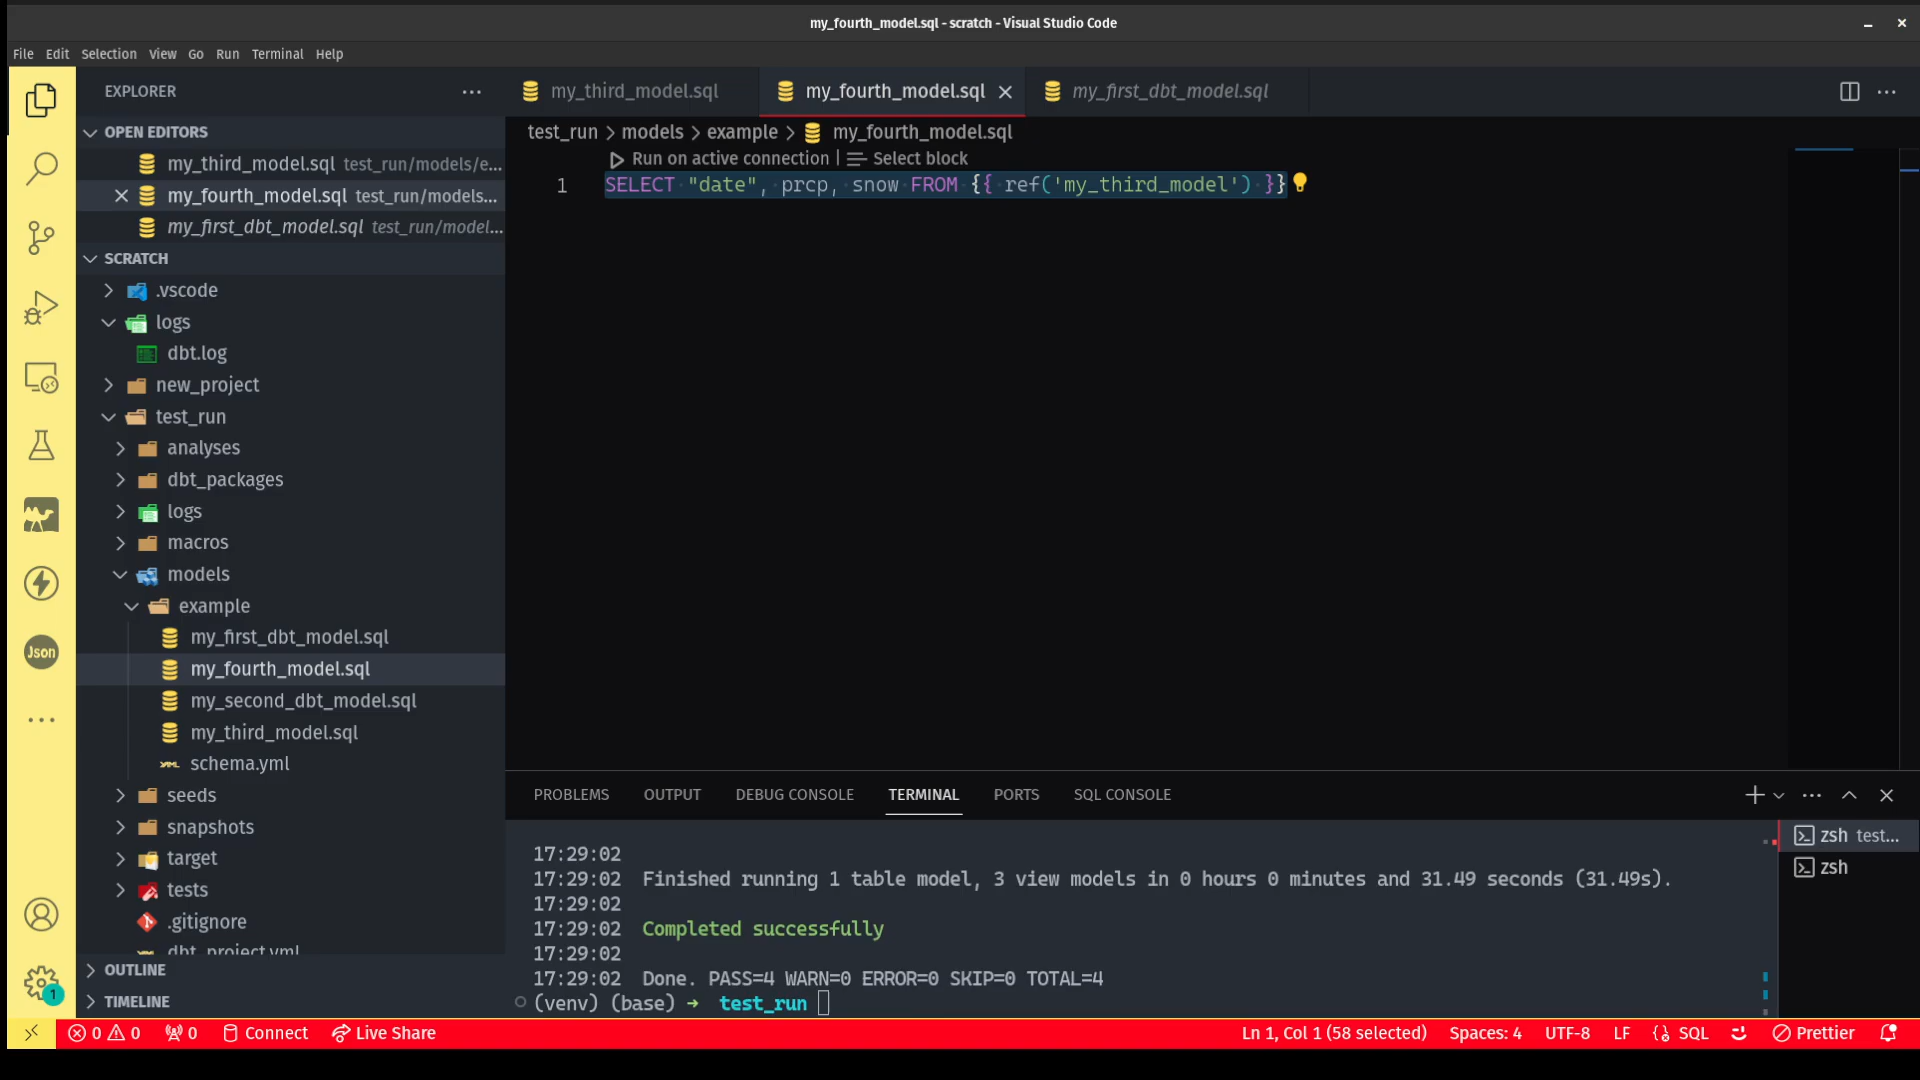 my_fourth_model.sql - scratch - Visual Studio Code
File Edit Selection View Go Run Terminal Help
EXPLORER
my_third_model.sql my_fourth_model.sql my_first_dbt_model.sql
OPEN EDITORS
my_third_model.sql test_run/models/e...
my_fourth_model.sql test_run/models...
my_first_dbt_model.sql test_run/model...
test_run > models > example > my_fourth_model.sql
Run on active connection | Select block
1 SELECT "date", prcp, snow FROM {{ ref('my_third_model') }}
SCRATCH
.vscode
logs
dbt.log
new_project
test_run
analyses
dbt_packages
logs
macros
models
example
my_first_dbt_model.sql
my_fourth_model.sql
my_second_dbt_model.sql
my_third_model.sql
schema.yml
seeds
snapshots
target
tests
.gitignore
dbt_project.yml
OUTLINE
TIMELINE
Json
1
PROBLEMS OUTPUT DEBUG CONSOLE TERMINAL PORTS SQL CONSOLE
17:29:02
17:29:02 Finished running 1 table model, 3 view models in 0 hours 0 minutes and 31.49 seconds (31.49s).
17:29:02
17:29:02 Completed successfully
17:29:02
17:29:02 Done. PASS=4 WARN=0 ERROR=0 SKIP=0 TOTAL=4
(venv) (base) → test_run
zsh test...
zsh
0 0 0 Connect Live Share Ln 1, Col 1 (58 selected) Spaces: 4 UTF-8 LF SQL Prettier